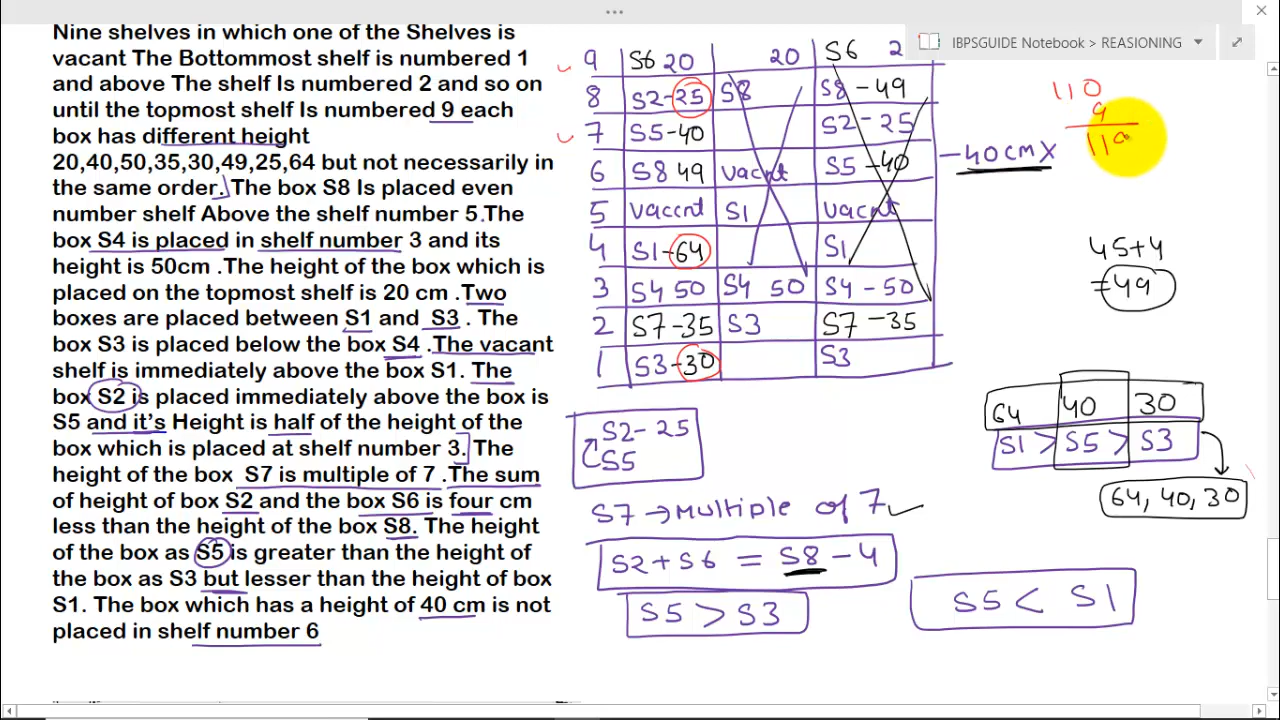 IBPSGUIDE Notebook > REASONING
Nine shelves in which one of the Shelves is
vacant The Bottommost shelf is numbered 1
and above The shelf Is numbered 2 and so on
until the topmost shelf Is numbered 9 each
box has different height
20,40,50,35,30,49,25,64 but not necessarily in
the same order. The box S8 Is placed even
number shelf Above the shelf number 5.The
box S4 is placed in shelf number 3 and its
height is 50cm .The height of the box which is
placed on the topmost shelf is 20 cm .Two
boxes are placed between S1 and S3 . The
box S3 is placed below the box S4 .The vacant
shelf is immediately above the box S1. The
box S2 is placed immediately above the box is
S5 and it's Height is half of the height of the
box which is placed at shelf number 3. The
height of the box S7 is multiple of 7 .The sum
of height of box S2 and the box S6 is four cm
less than the height of the box S8. The height
of the box as S5 is greater than the height of
the box as S3 but lesser than the height of box
S1. The box which has a height of 40 cm is not
placed in shelf number 6
9 S6 20 20 S6 2
8 S2-25 S8 S8-49
7 S5-40 S2-25
6 S8 49 vacnt S5-40
5 vaccnt S1 vacnt
4 S1-64 S1
3 S4 50 S4 50 S4-50
2 S7-35 S3 S7-35
1 S3-30 S3
-40cm X
110
9
119
45+4
=49
64 40 30
S1 > S5 > S3
64, 40, 30
S2-25
S5
S7 → Multiple of 7
S2+S6 = S8-4
S5 > S3
S5 < S1